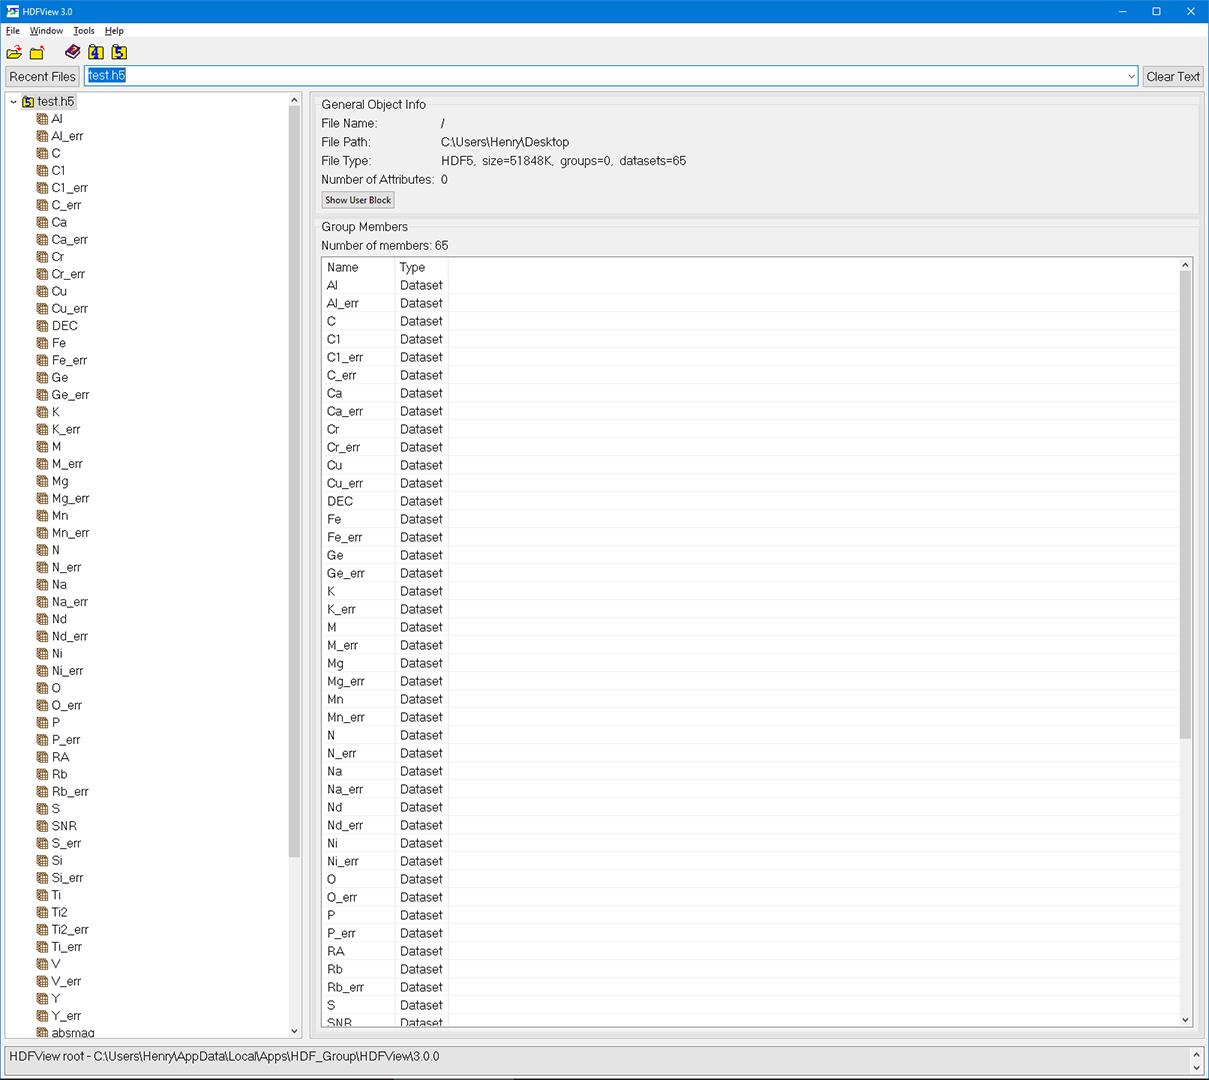 HDFView 3.0
File Window Tools Help
Recent Files test.h5 Clear Text
test.h5
Al
Al_err
C
C1
C1_err
C_err
Ca
Ca_err
Cr
Cr_err
Cu
Cu_err
DEC
Fe
Fe_err
Ge
Ge_err
K
K_err
M
M_err
Mg
Mg_err
Mn
Mn_err
N
N_err
Na
Na_err
Nd
Nd_err
Ni
Ni_err
O
O_err
P
P_err
RA
Rb
Rb_err
S
SNR
S_err
Si
Si_err
Ti
Ti2
Ti2_err
Ti_err
V
V_err
Y
Y_err
absmag
General Object Info
File Name: /
File Path: C:\Users\Henry\Desktop
File Type: HDF5, size=51848K, groups=0, datasets=65
Number of Attributes: 0
Show User Block
Group Members
Number of members: 65
Name Type
Al Dataset
Al_err Dataset
C Dataset
C1 Dataset
C1_err Dataset
C_err Dataset
Ca Dataset
Ca_err Dataset
Cr Dataset
Cr_err Dataset
Cu Dataset
Cu_err Dataset
DEC Dataset
Fe Dataset
Fe_err Dataset
Ge Dataset
Ge_err Dataset
K Dataset
K_err Dataset
M Dataset
M_err Dataset
Mg Dataset
Mg_err Dataset
Mn Dataset
Mn_err Dataset
N Dataset
N_err Dataset
Na Dataset
Na_err Dataset
Nd Dataset
Nd_err Dataset
Ni Dataset
Ni_err Dataset
O Dataset
O_err Dataset
P Dataset
P_err Dataset
RA Dataset
Rb Dataset
Rb_err Dataset
S Dataset
SNR Dataset
HDFView root - C:\Users\Henry\AppData\Local\Apps\HDF_Group\HDFView\3.0.0